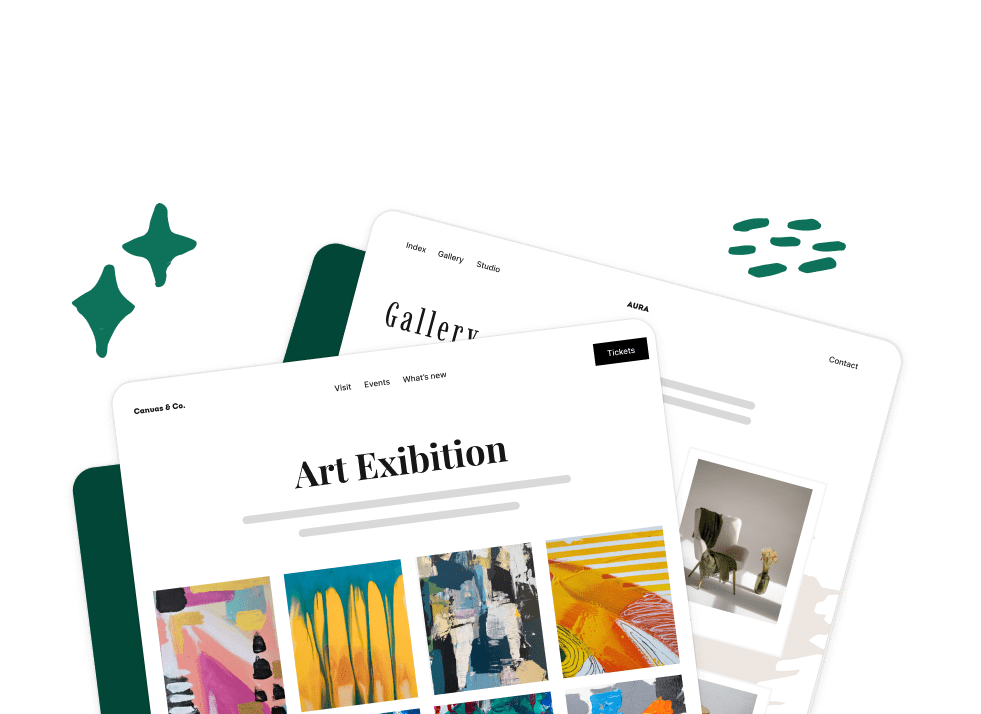 Index Gallery Studio
AURA
Contact
Gallery
Canvas & Co.
Visit Events What's new
Tickets
Art Exibition